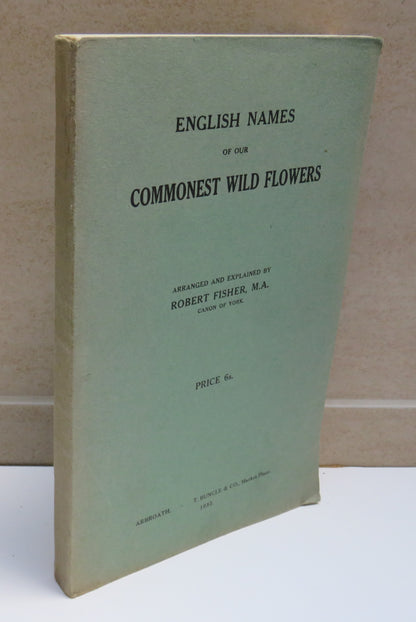 ENGLISH NAMES
OF OUR
COMMONEST WILD FLOWERS
ARRANGED AND EXPLAINED BY
ROBERT FISHER, M.A.
CANON OF YORK.
PRICE 6s.
ARBROATH. T. BUNCLE & CO., Market Place.
1932.